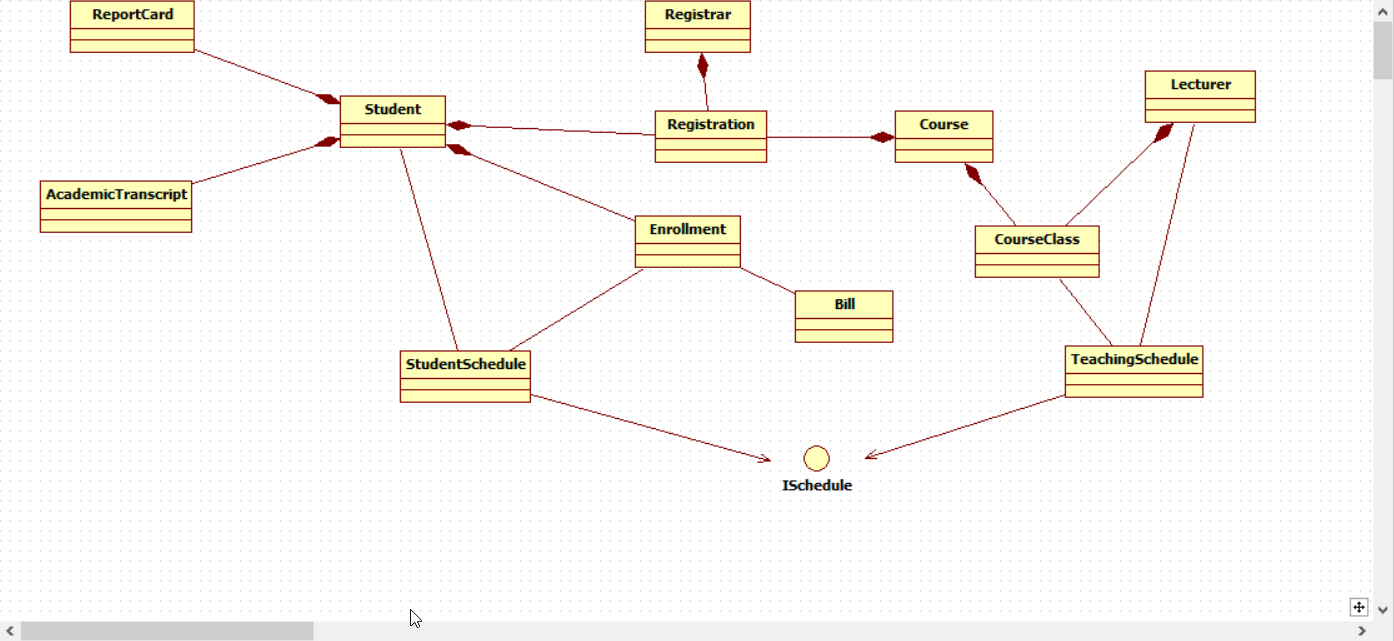 ReportCard
Registrar
Lecturer
Student
Registration
Course
AcademicTranscript
Enrollment
CourseClass
Bill
StudentSchedule
TeachingSchedule
ISchedule